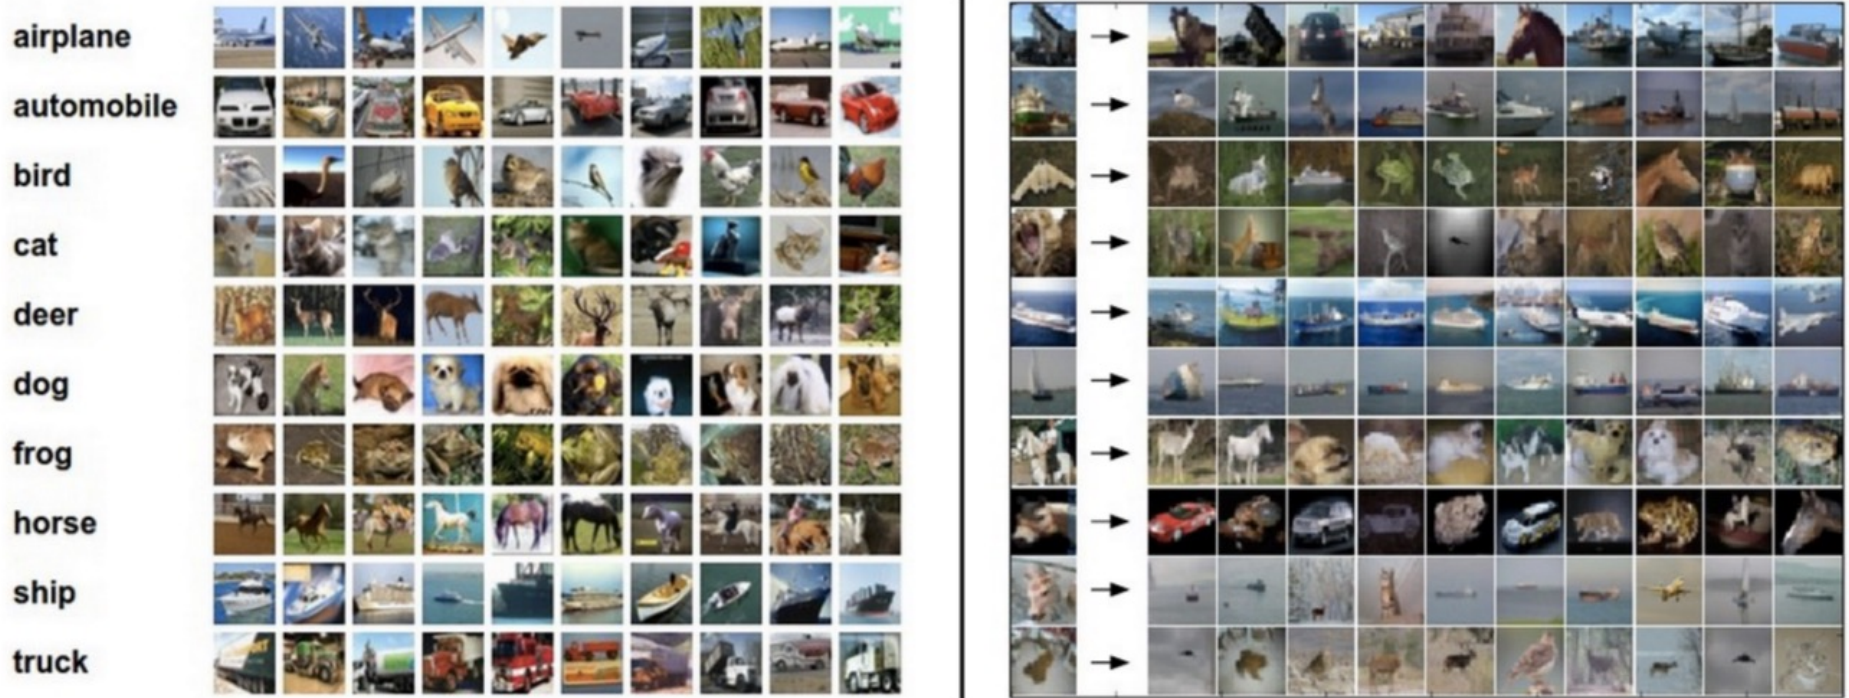 airplane
automobile
bird
cat
deer
dog
frog
horse
ship
truck